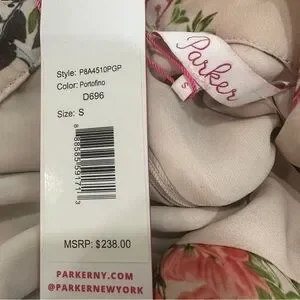 Style: P8A4510PGP
Color: Portofino
D696
Size: S
MSRP: $238.00
PARKERNY.COM
@PARKERNEWYORK
Parker
S